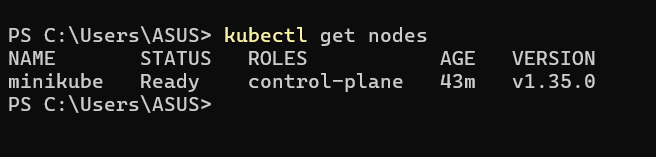 PS C:\Users\ASUS> kubectl get nodes
NAME       STATUS   ROLES           AGE   VERSION
minikube   Ready    control-plane   43m   v1.35.0
PS C:\Users\ASUS>